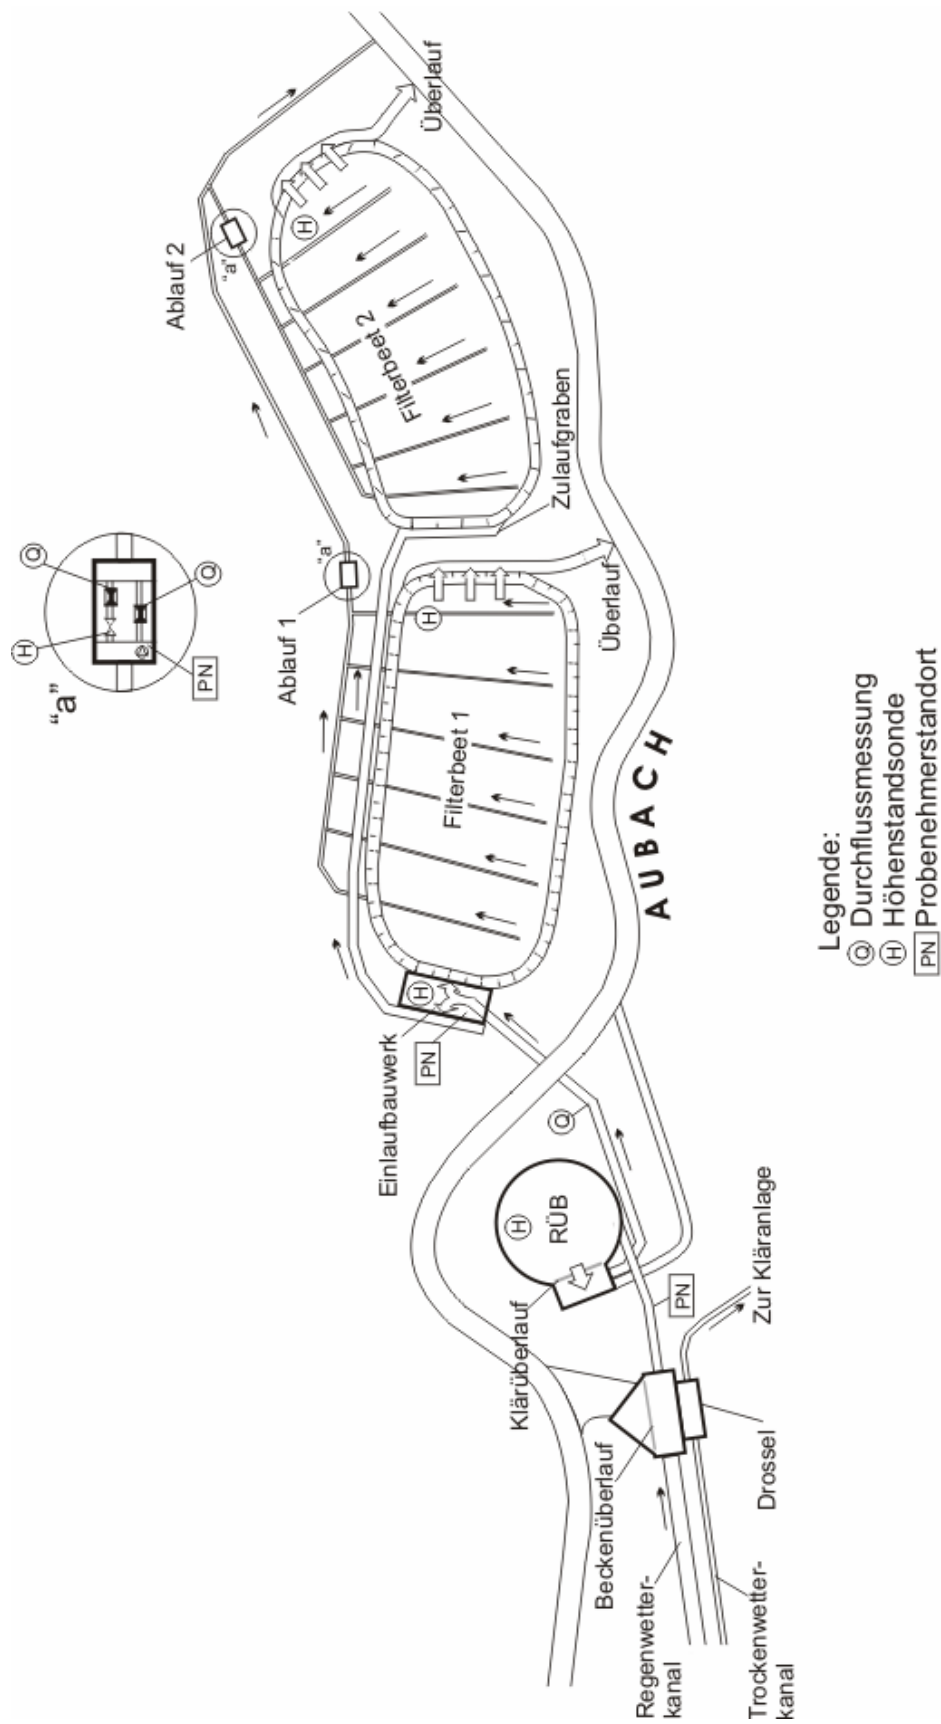 "a"
H
Q
Q
PN
Ablauf 2
"a"
H
Filterbeet 2
Überlauf
Zulaufgraben
Ablauf 1
"a"
H
Filterbeet 1
Überlauf
AUBACH
Einlaufbauwerk
H
PN
Q
H
RÜB
Klärüberlauf
PN
Zur Kläranlage
Beckenüberlauf
Drossel
Regenwetter-
kanal
Trockenwetter-
kanal
Legende:
Q Durchflussmessung
H Höhenstandsonde
PN Probenehmerstandort